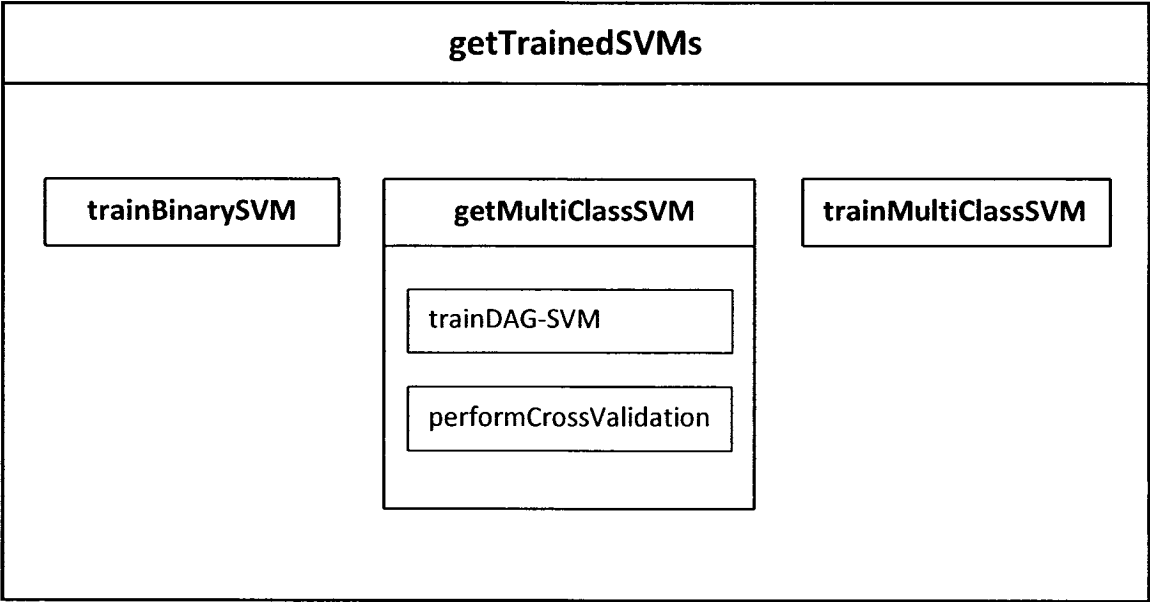 getTrainedSVMs
trainBinarySVM
getMultiClassSVM
trainMultiClassSVM
trainDAG-SVM
performCrossValidation